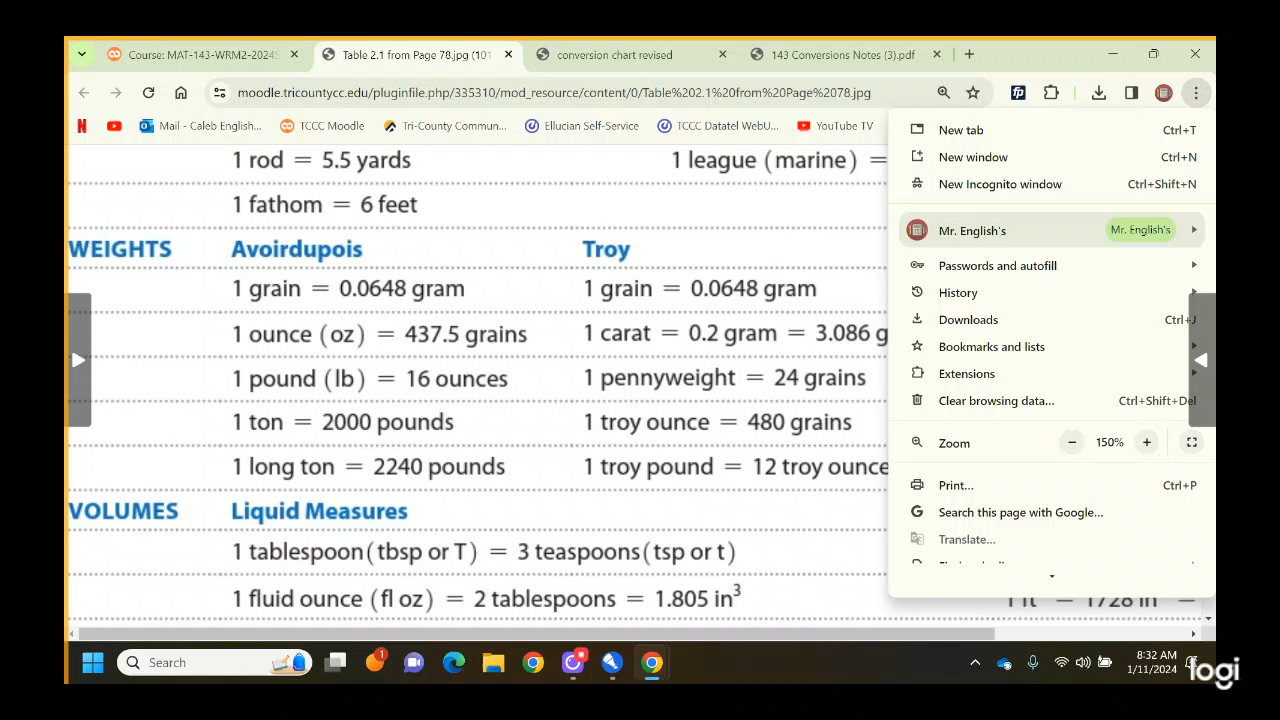 Course: MAT-143-WRM2-2024S
Table 2.1 from Page 78.jpg (101
conversion chart revised
143 Conversions Notes (3).pdf
moodle.tricountycc.edu/pluginfile.php/335310/mod_resource/content/0/Table%202.1%20from%20Page%2078.jpg
Mail - Caleb English...
TCCC Moodle
Tri-County Commun...
Ellucian Self-Service
TCCC Datatel WebU...
YouTube TV
1 rod = 5.5 yards
1 league (marine) =
1 fathom = 6 feet
WEIGHTS
Avoirdupois
Troy
1 grain = 0.0648 gram
1 grain = 0.0648 gram
1 ounce (oz) = 437.5 grains
1 carat = 0.2 gram = 3.086 g
1 pound (lb) = 16 ounces
1 pennyweight = 24 grains
1 ton = 2000 pounds
1 troy ounce = 480 grains
1 long ton = 2240 pounds
1 troy pound = 12 troy ounce
VOLUMES
Liquid Measures
1 tablespoon (tbsp or T) = 3 teaspoons (tsp or t)
1 fluid ounce (fl oz) = 2 tablespoons = 1.805 in³
New tab Ctrl+T
New window Ctrl+N
New Incognito window Ctrl+Shift+N
Mr. English's Mr. English's
Passwords and autofill
History
Downloads Ctrl+J
Bookmarks and lists
Extensions
Clear browsing data... Ctrl+Shift+Del
Zoom − 150% +
Print... Ctrl+P
Search this page with Google...
Translate...
Search
1
8:32 AM
1/11/2024
logi